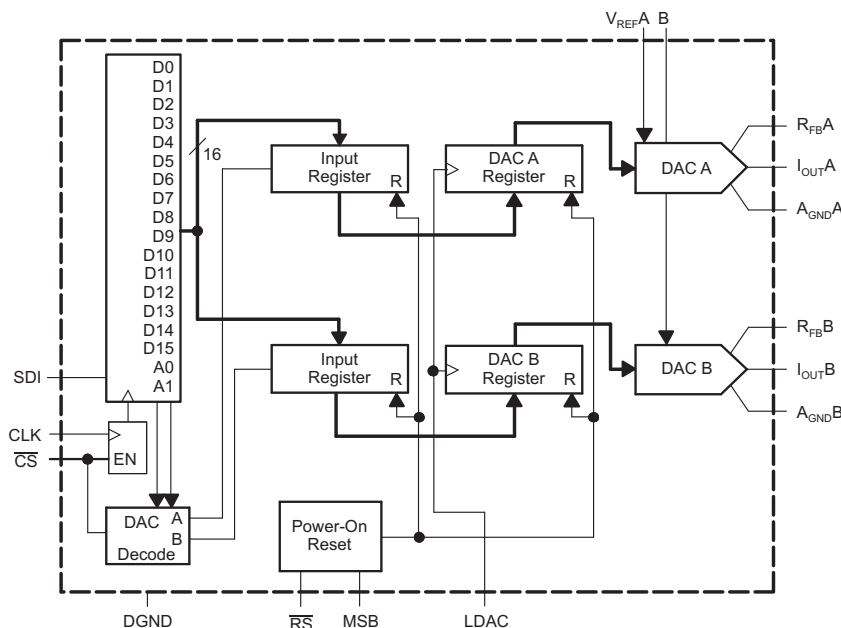 VREFA B
D0
D1
D2
D3
D4
D5
D6
D7
D8
D9
D10
D11
D12
D13
D14
D15
A0
A1
16
Input
Register
R
DAC A
Register
R
DAC A
RFBA
IOUTA
AGNDA
Input
Register
R
DAC B
Register
R
DAC B
RFBB
IOUTB
AGNDB
SDI
CLK
CS
EN
DAC
Decode
A
B
Power-On
Reset
DGND
RS
MSB
LDAC